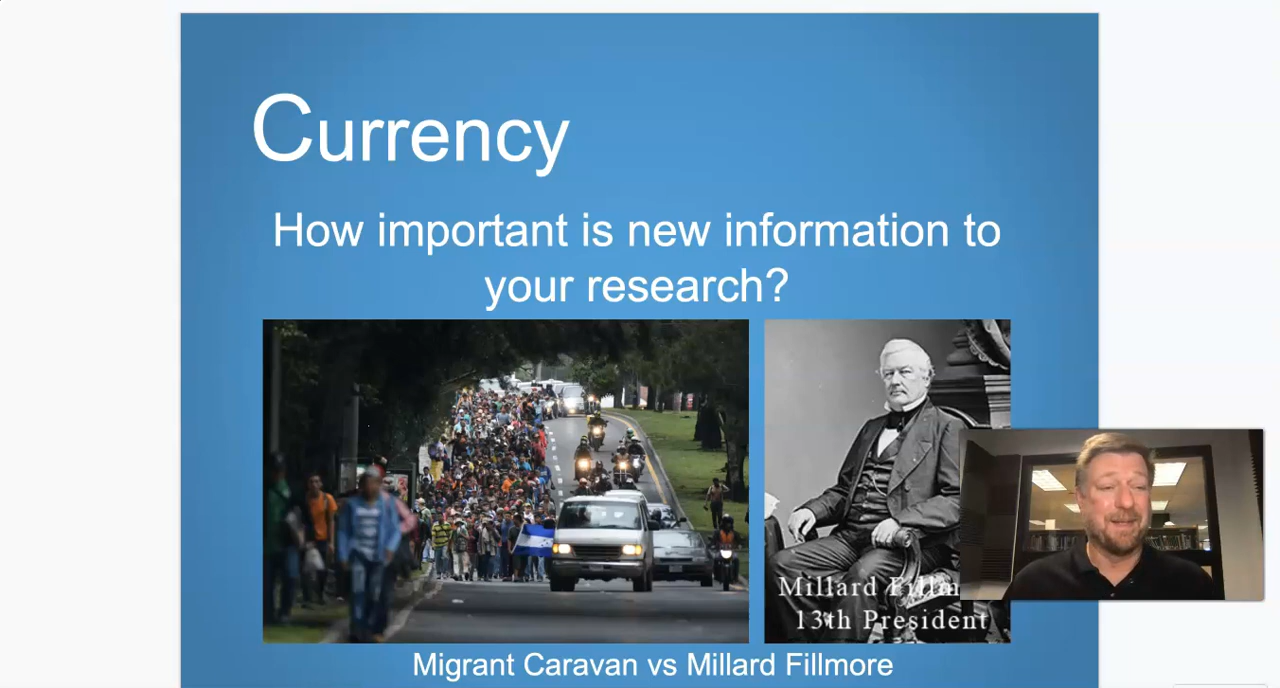 Currency
How important is new information to
your research?
Millard
13th President
Migrant Caravan vs Millard Fillmore